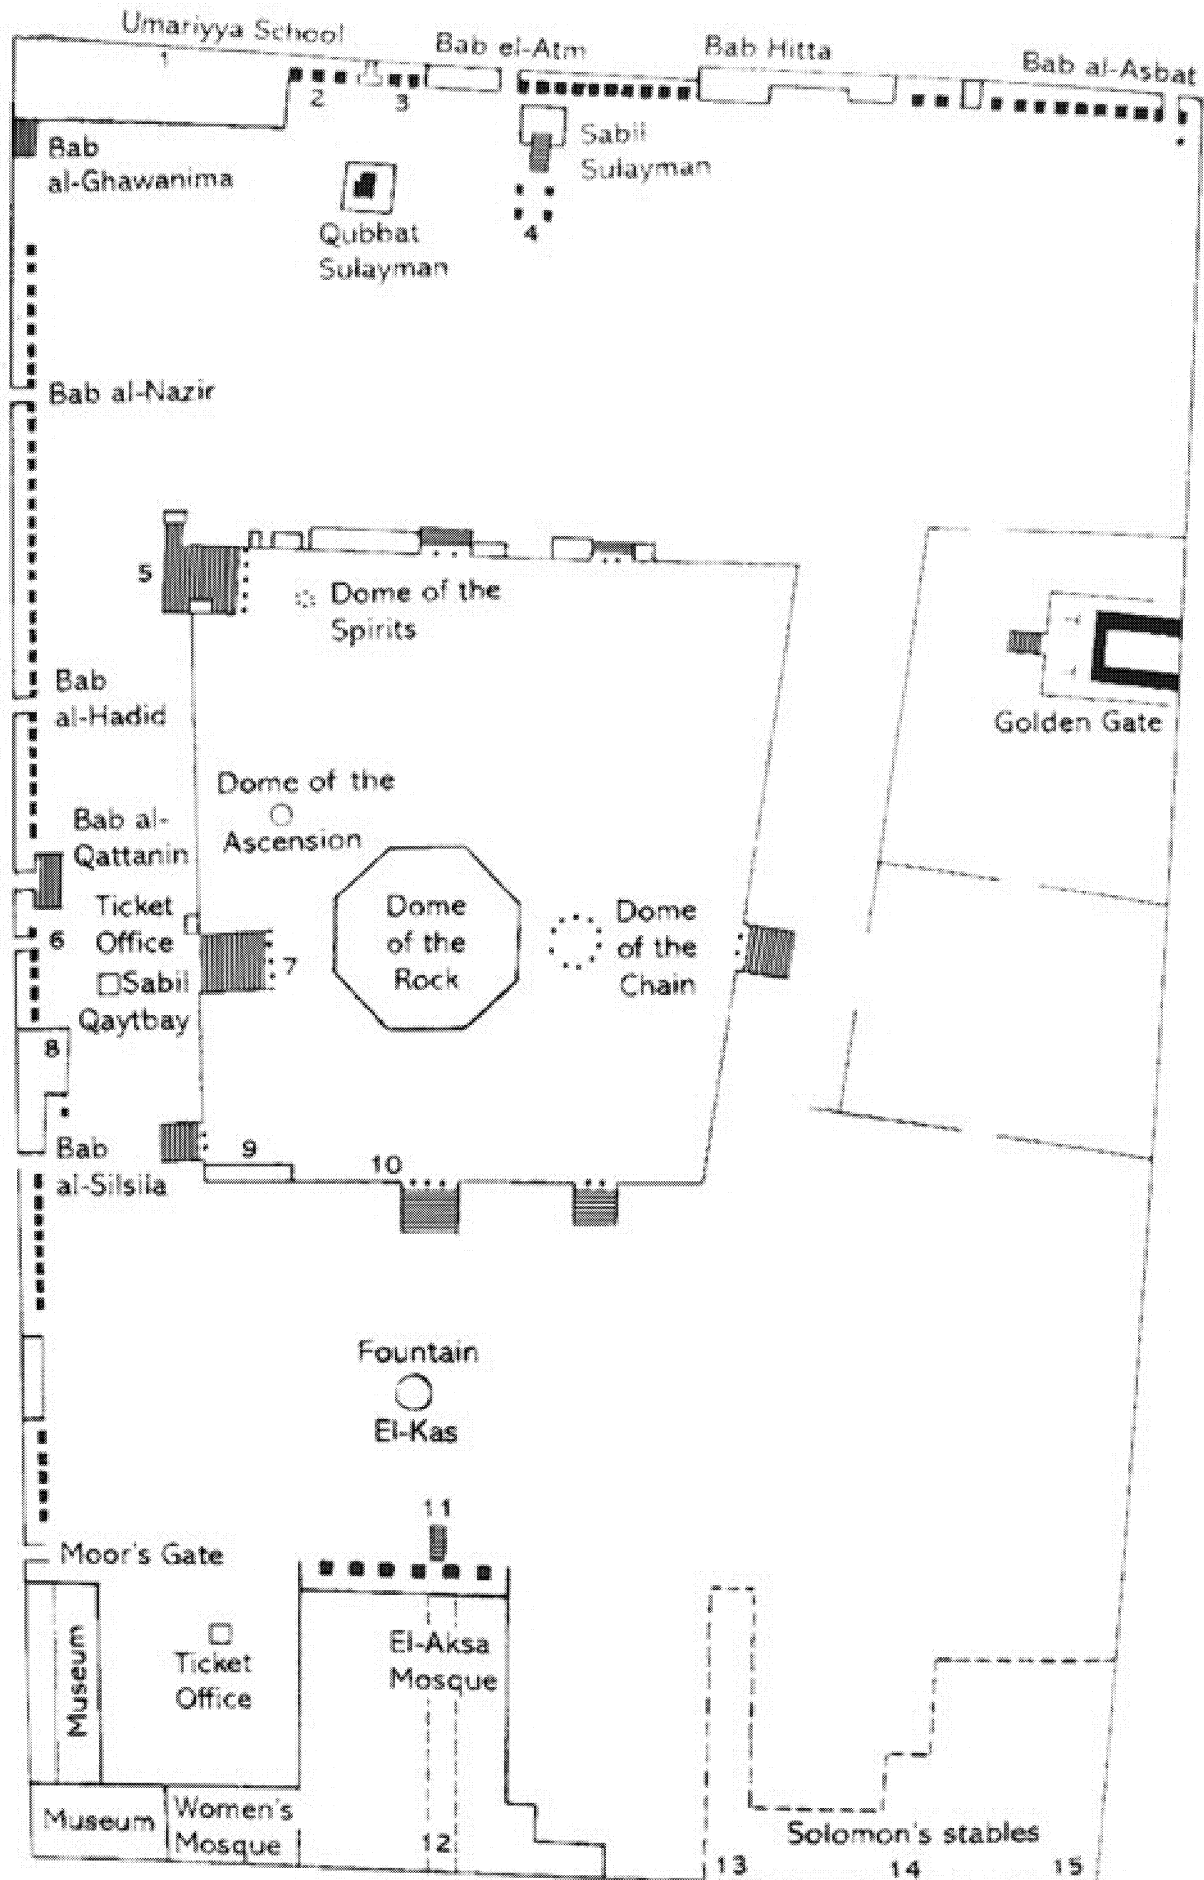 Umariyya School
Bab el-Atm
Bab Hitta
Bab al-Asbat
1
2
3
Bab
al-Ghawanima
Sabil
Sulayman
4
Qubbat
Sulayman
Bab al-Nazir
5
Dome of the
Spirits
Bab
al-Hadid
Golden Gate
Dome of the
Ascension
Bab al-
Qattanin
Ticket
Office
6
Sabil
Qaytbay
7
Dome
of the
Rock
Dome
of the
Chain
8
Bab
al-Silsila
9
10
Fountain
El-Kas
11
Moor's Gate
Museum
Ticket
Office
El-Aksa
Mosque
Museum
Women's
Mosque
12
Solomon's stables
13
14
15